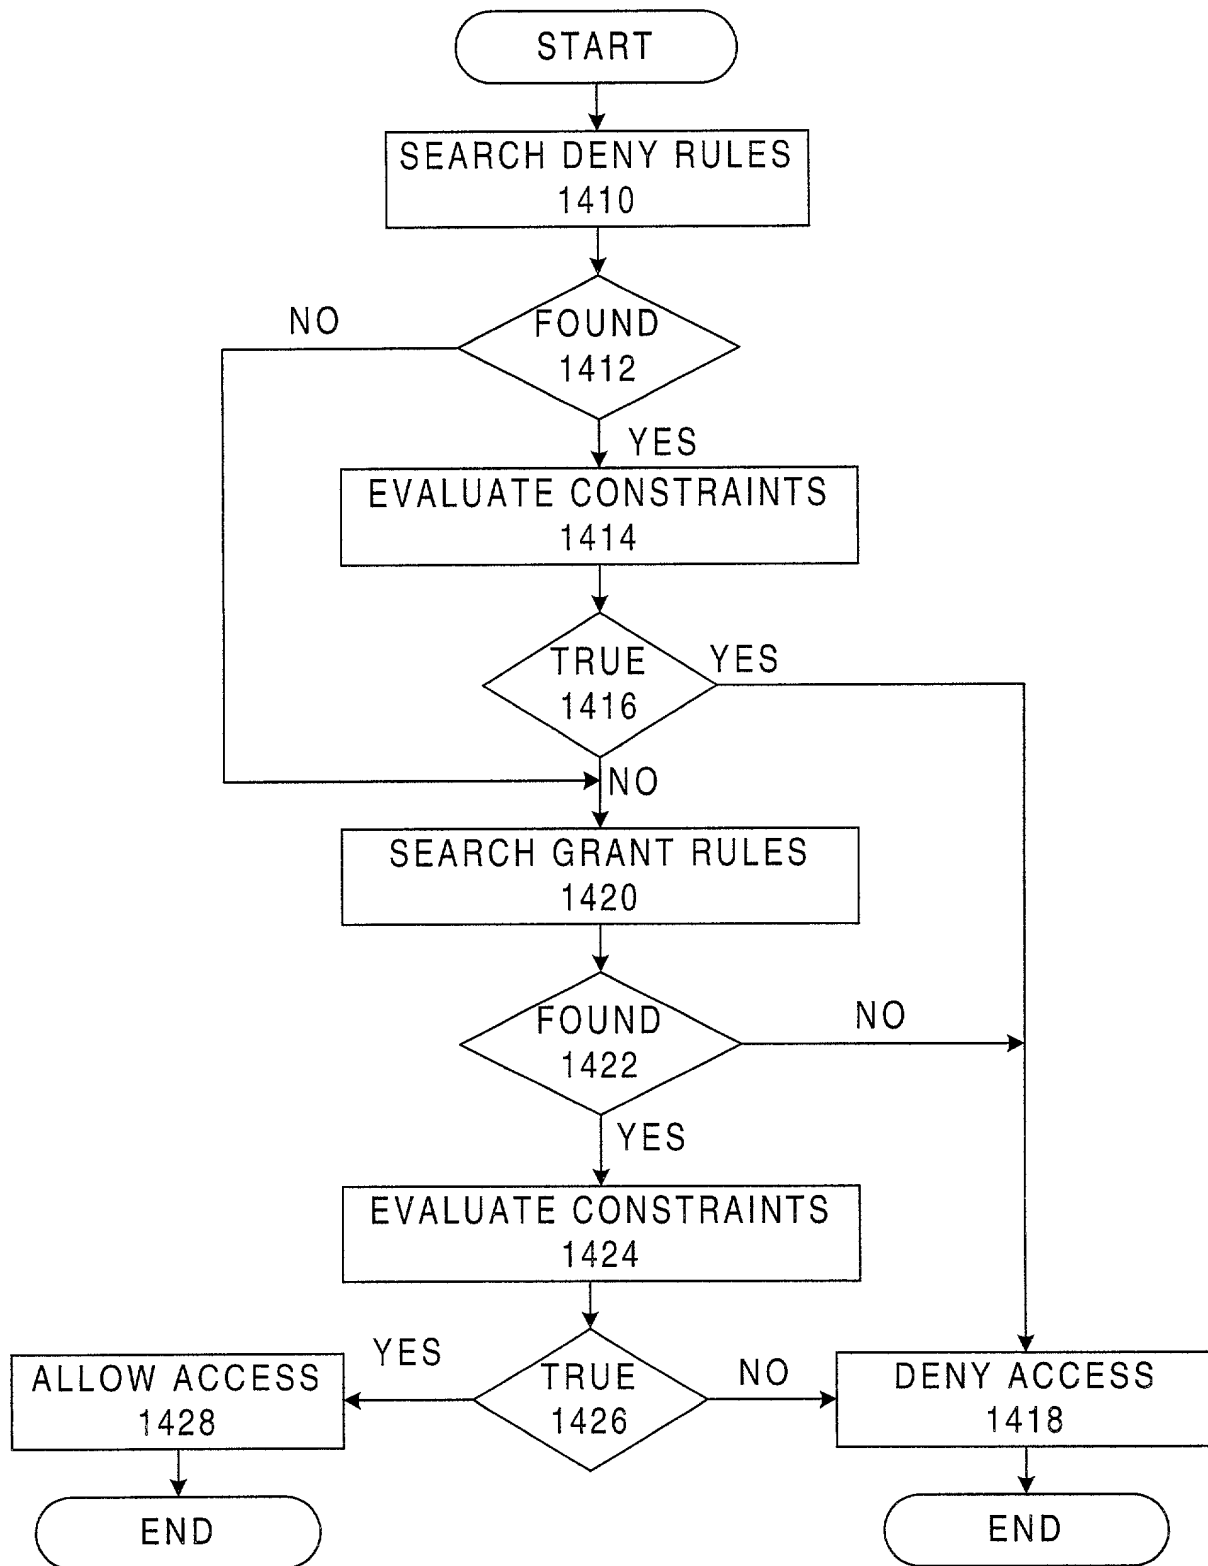 START
SEARCH DENY RULES
1410
NO
FOUND
1412
YES
EVALUATE CONSTRAINTS
1414
TRUE
1416
YES
NO
SEARCH GRANT RULES
1420
FOUND
1422
NO
YES
EVALUATE CONSTRAINTS
1424
YES
TRUE
1426
NO
ALLOW ACCESS
1428
DENY ACCESS
1418
END
END